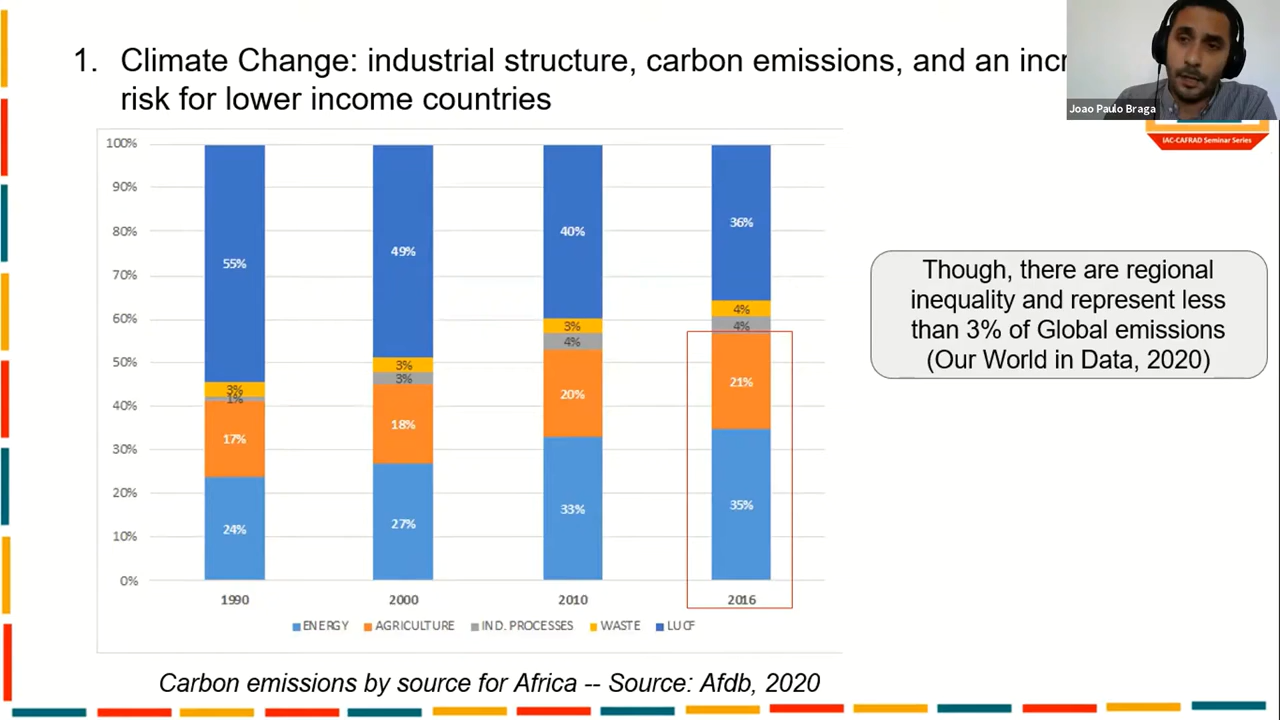 1. Climate Change: industrial structure, carbon emissions, and an incr
risk for lower income countries
Joao Paulo Braga
IAC-CAFRAD Seminar Series
100%
90%
80%
70%
60%
50%
40%
30%
20%
10%
0%
55%
3%
1%
17%
24%
49%
3%
3%
18%
27%
40%
3%
4%
20%
33%
36%
4%
4%
21%
35%
1990 2000 2010 2016
ENERGY AGRICULTURE IND. PROCESSES WASTE LUCF
Though, there are regional
inequality and represent less
than 3% of Global emissions
(Our World in Data, 2020)
Carbon emissions by source for Africa -- Source: Afdb, 2020